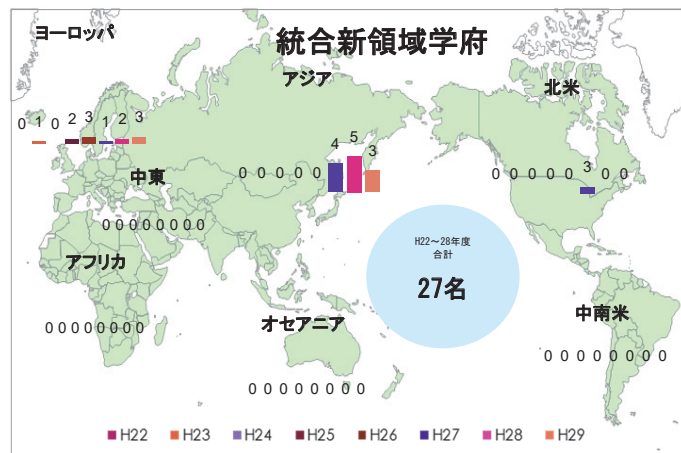 ヨーロッパ
統合新領域学府
アジア
北米
0 1 0 2 3 1 2 3
中東
0 0 0 0 0 4 5 3
0 0 0 0 0 3 0 0
0 0 0 0 0 0 0 0
アフリカ
H22～28年度
合計
27名
0 0 0 0 0 0 0 0
オセアニア
中南米
0 0 0 0 0 0 0 0
0 0 0 0 0 0 0 0
H22 H23 H24 H25 H26 H27 H28 H29